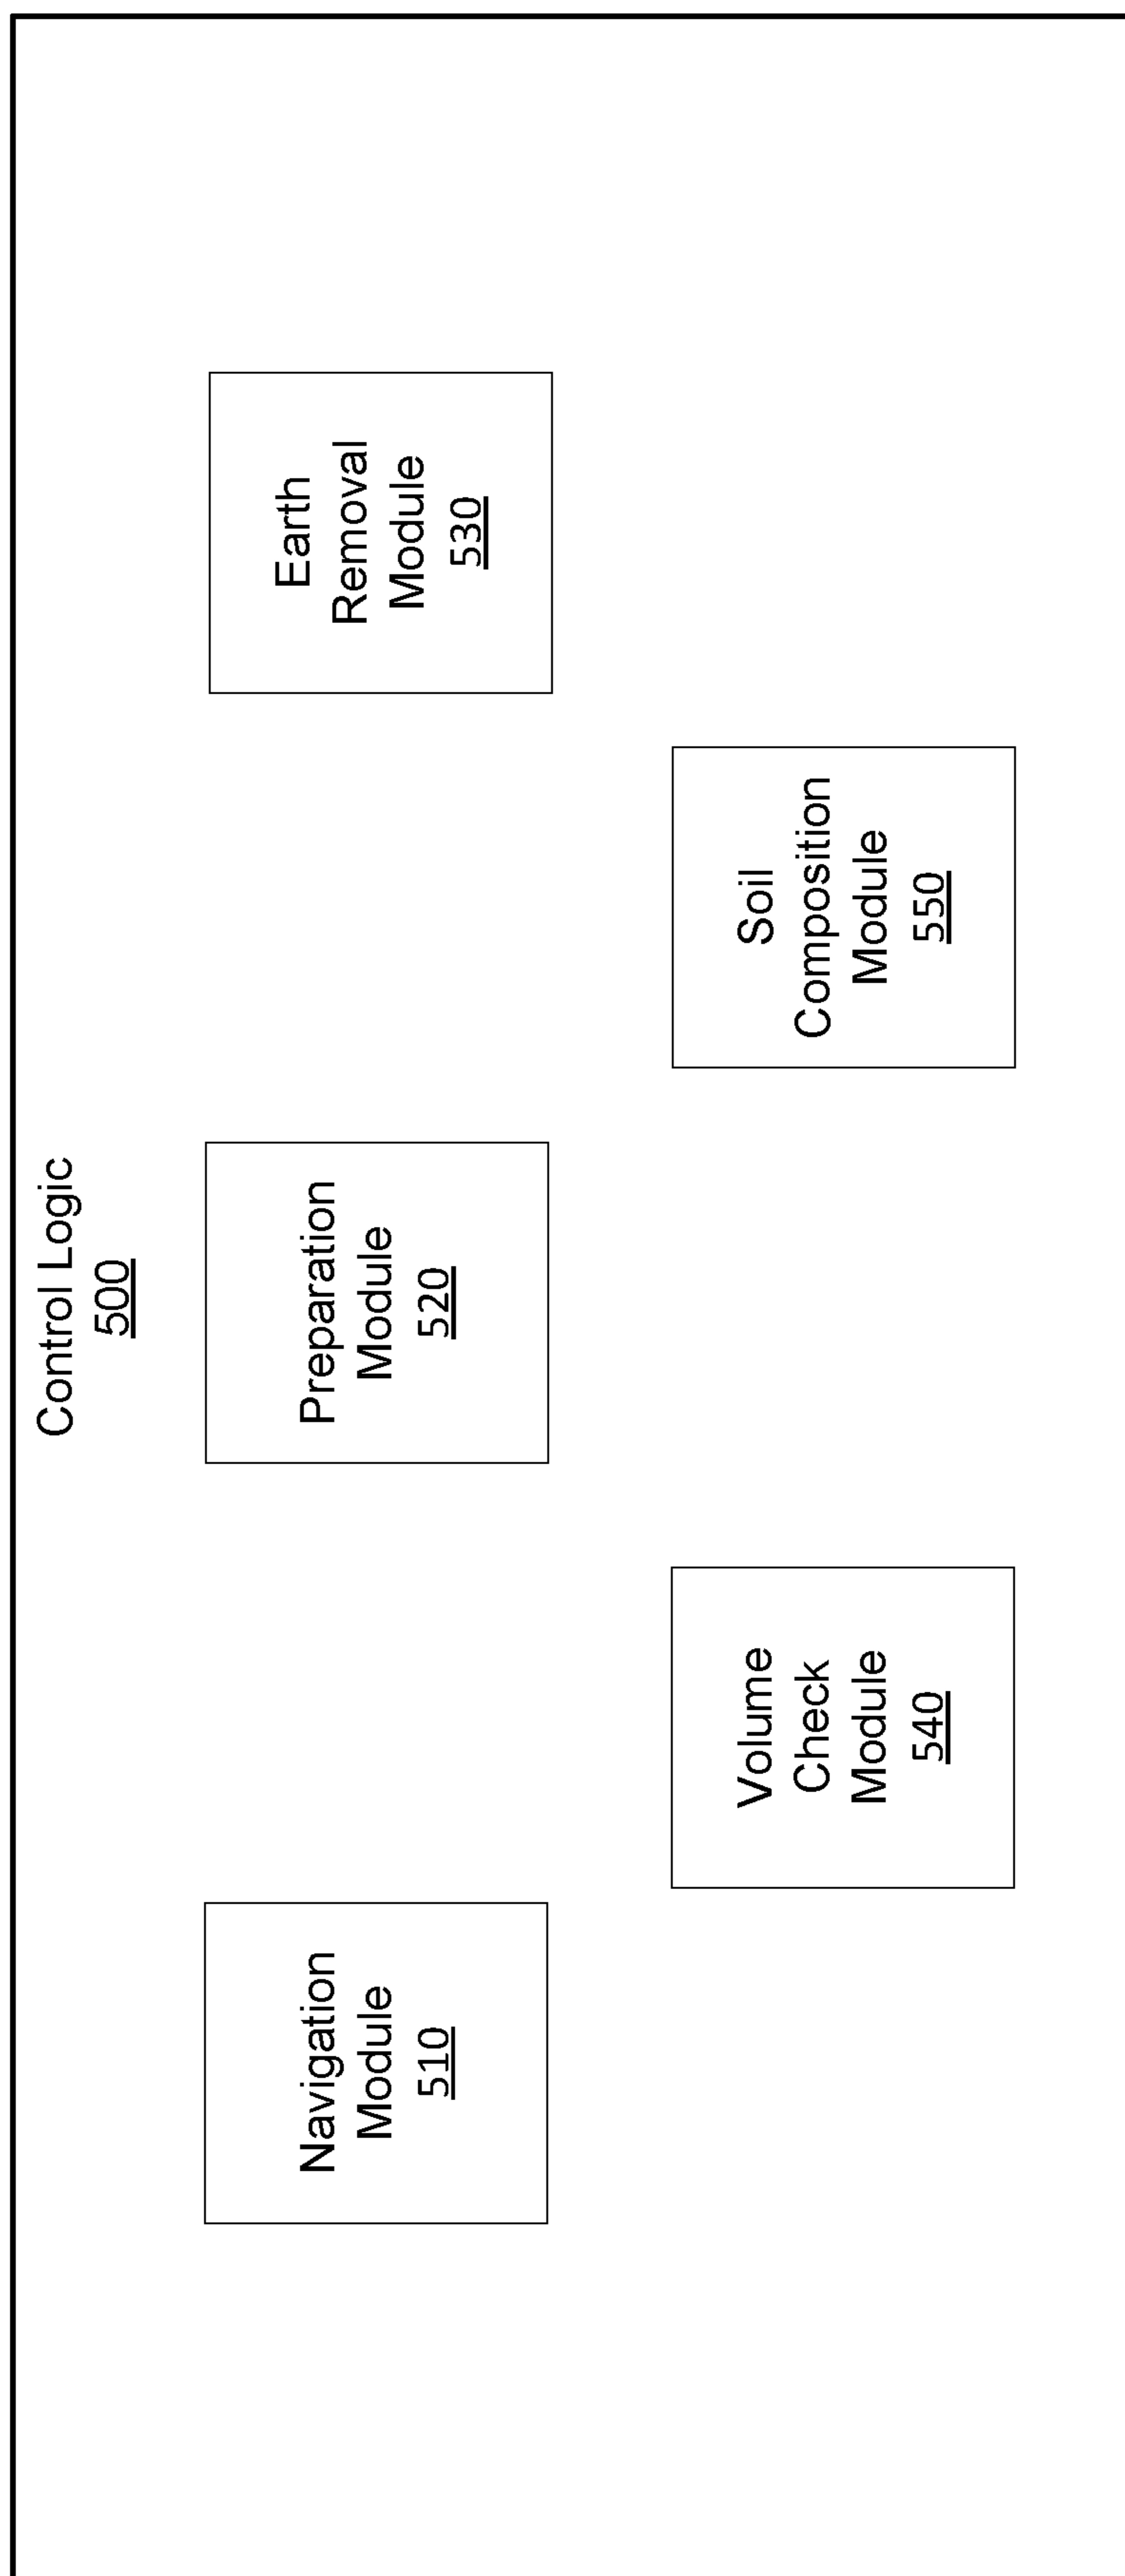 Control Logic
500
Navigation
Module
510
Preparation
Module
520
Earth
Removal
Module
530
Volume
Check
Module
540
Soil
Composition
Module
550